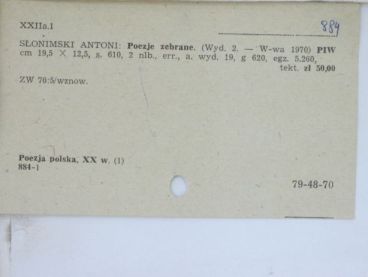 XXIIa.1
884
SŁONIMSKI ANTONI: Poezje zebrane. (Wyd. 2. — W-wa 1970) PIW
cm 19,5 × 12,5, s. 610, 2 nlb., err., a. wyd. 19, g 620, egz. 5.260,
tekt. zł 50,00
ZW 70:5/wznow.
Poezja polska, XX w. (1)
884-1
79-48-70